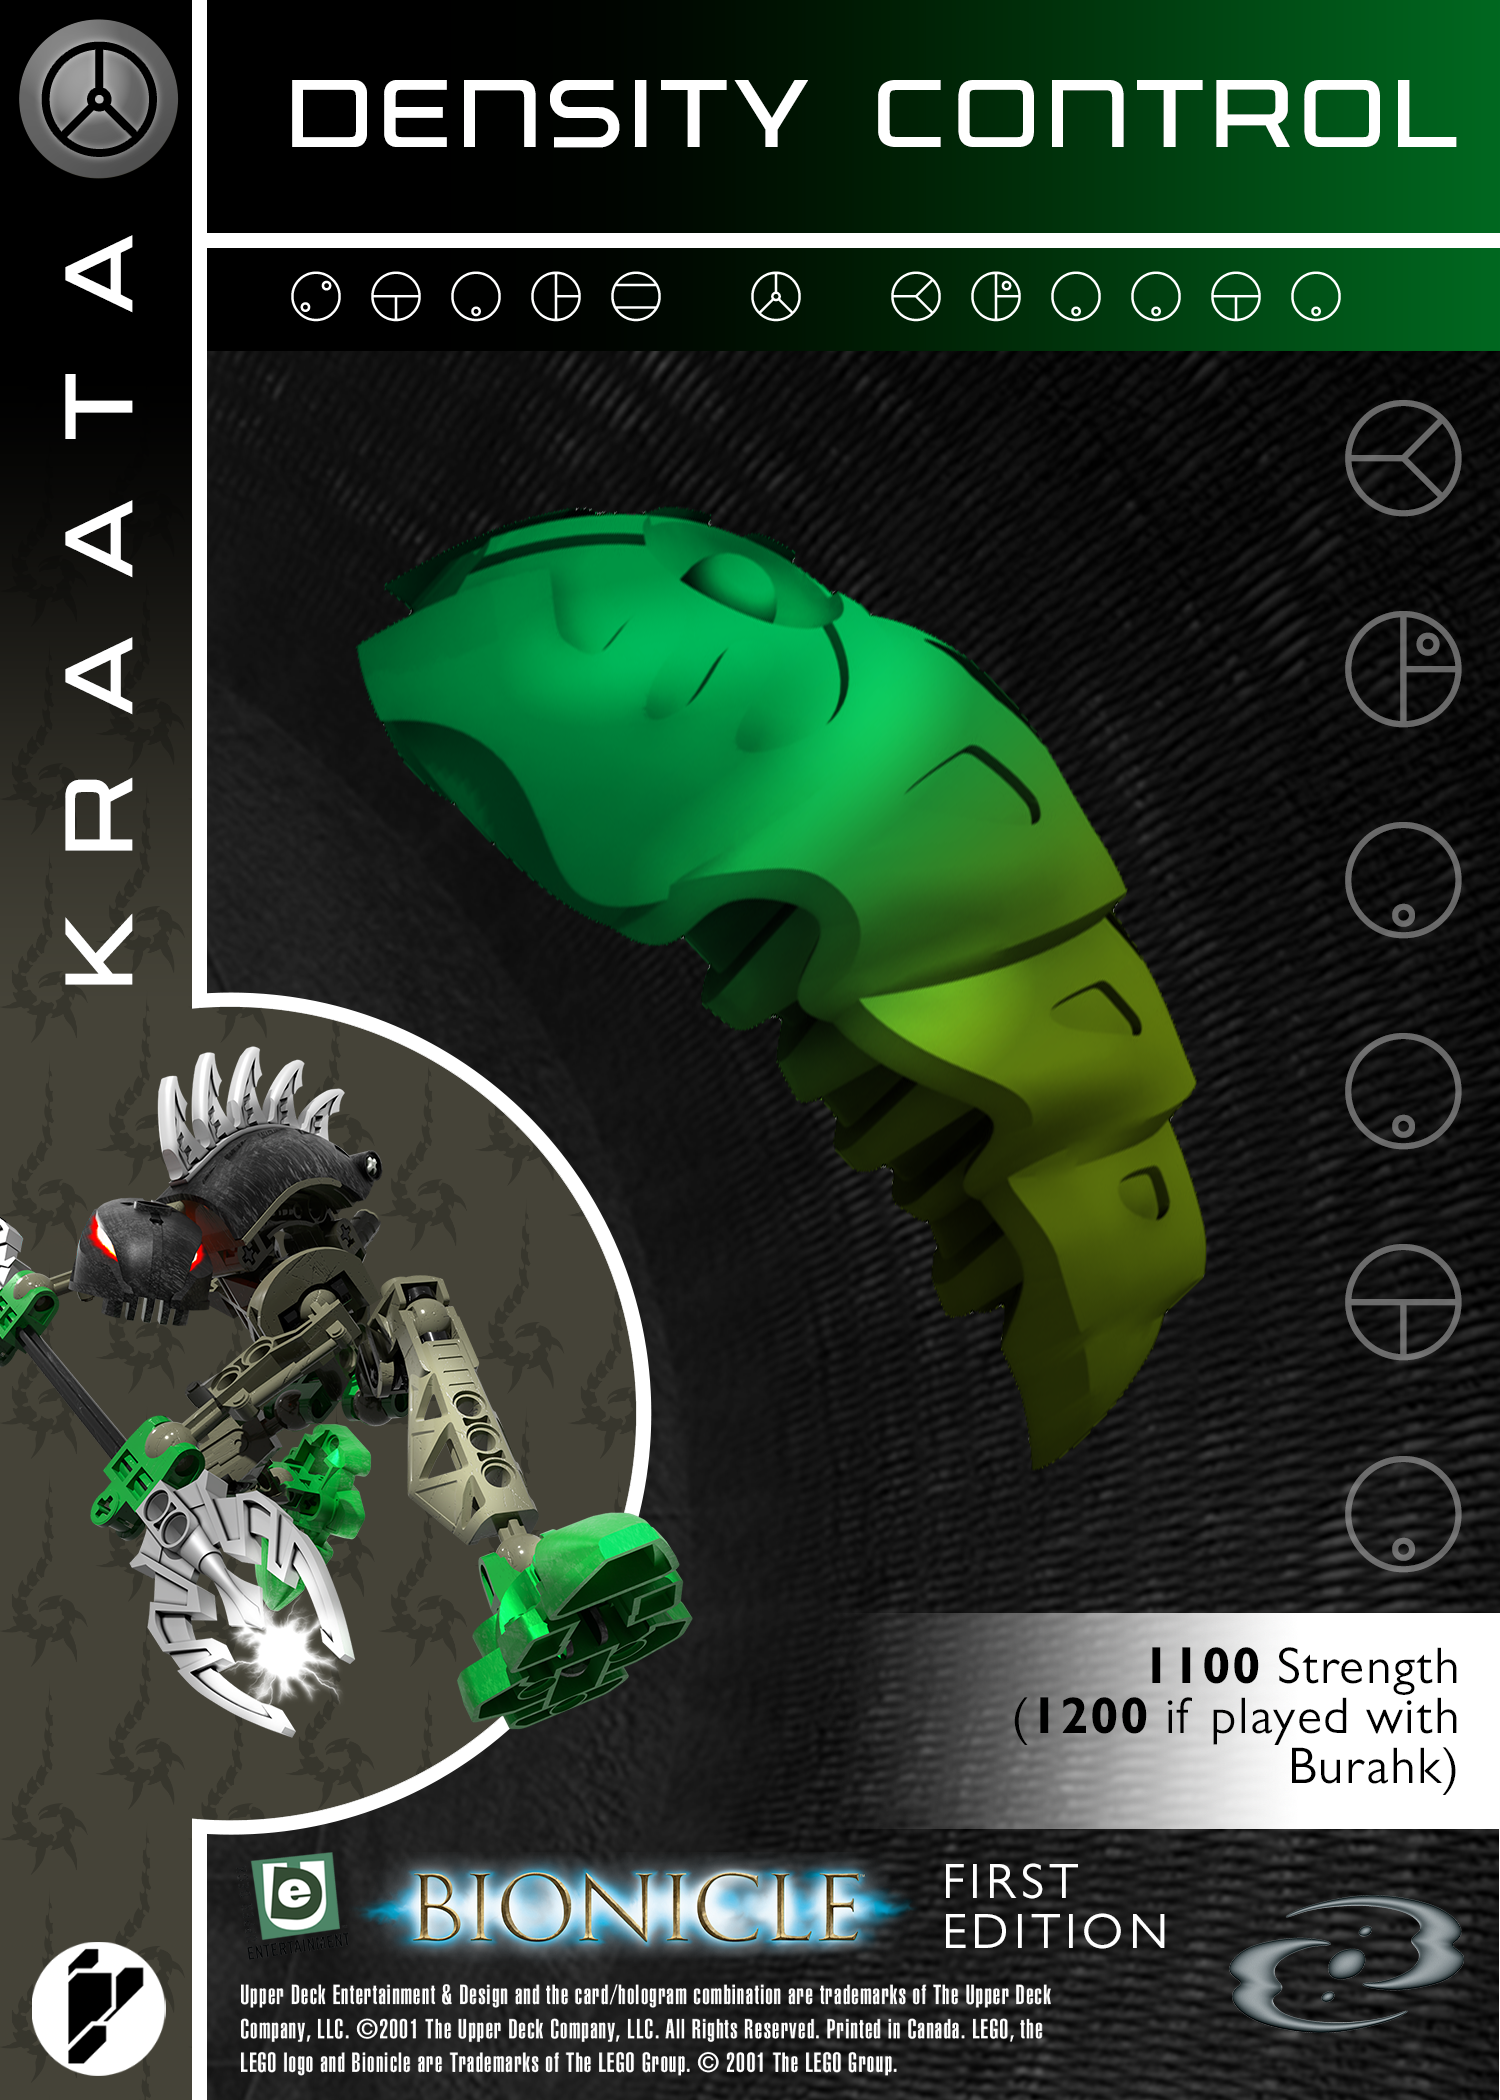 DENSITY CONTROL
KRAATA
1100 Strength
(1200 if played with
Burahk)
e
ENTERTAINMENT
BIONICLE
FIRST
EDITION
Upper Deck Entertainment & Design and the card/hologram combination are trademarks of The Upper Deck
Company, LLC. ©2001 The Upper Deck Company, LLC. All Rights Reserved. Printed in Canada. LEGO, the
LEGO logo and Bionicle are Trademarks of The LEGO Group. © 2001 The LEGO Group.